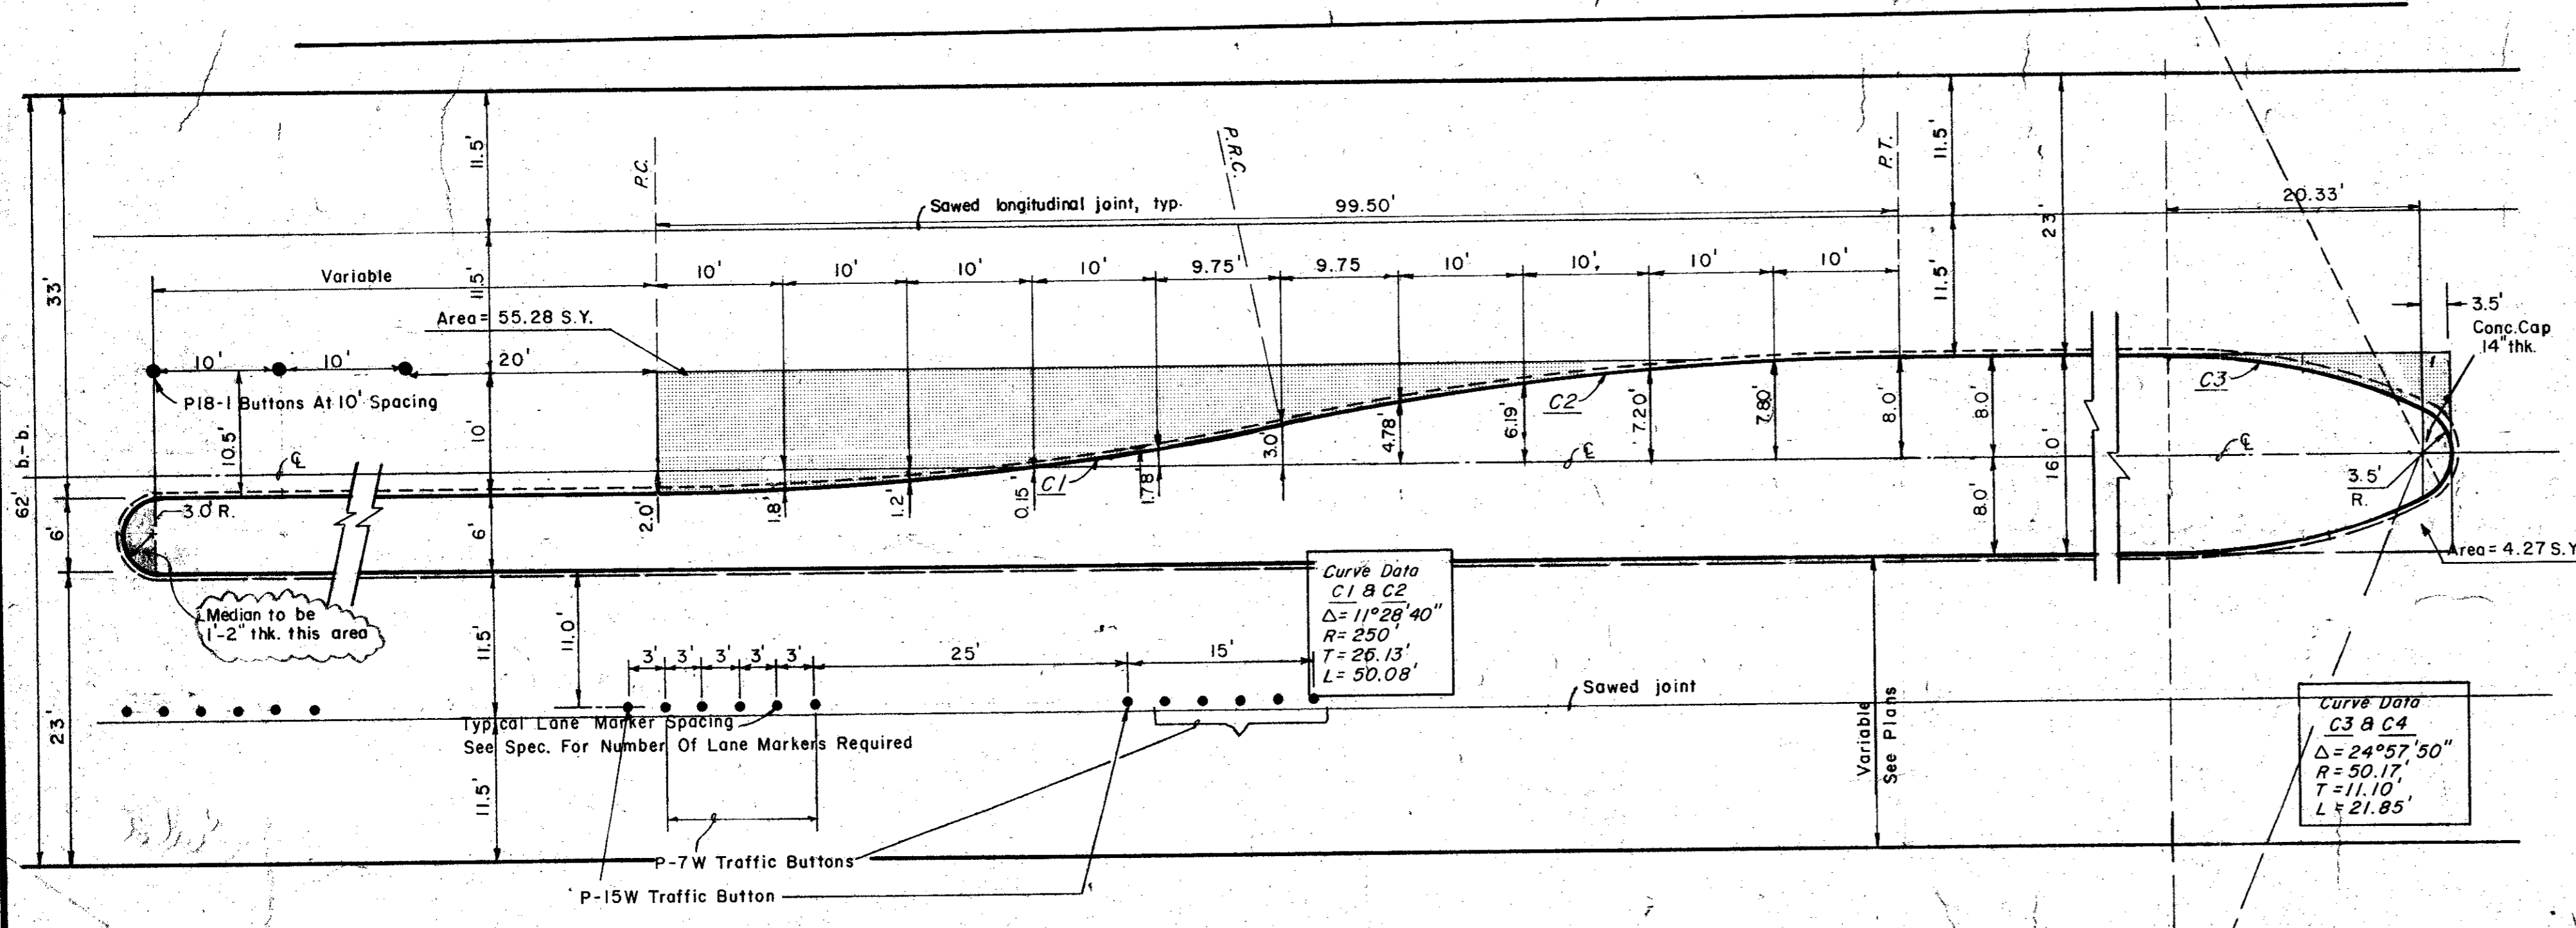 11.5'
P.C.
P.R.C.
P.T.
11.5'
Sawed longitudinal joint, typ.
99.50'
20.33'
23'
33'
Variable
11.5'
10'
10'
10'
10'
9.75'
9.75
10'
10'
10'
10'
11.5'
3.5'
Conc. Cap
14" thk.
Area = 55.28 S.Y.
10'
10'
20'
P18-1 Buttons At 10' Spacing
10.5'
10'
℄
62' b.-b.
6'
3.0' R.
6'
2.0'
1.8'
1.2'
0.15'
C1
1.78'
3.0'
4.78'
6.19'
C2
7.20'
7.80'
8.0'
8.0'
℄
8.0'
16.0'
C3
℄
3.5'
R.
Area = 4.27 S.Y.
Median to be
1'-2" thk. this area
11.5'
11.0'
3'
3'
3'
3'
3'
25'
15'
Curve Data
C1 & C2
Δ = 11°28'40"
R = 250'
T = 25.13'
L = 50.08'
Sawed joint
23'
Typical Lane Marker Spacing
See Spec. For Number Of Lane Markers Required
11.5'
Variable
See Plans
Curve Data
C3 & C4
Δ = 24°57'50"
R = 50.17'
T = 11.10'
L = 21.85'
P-7W Traffic Buttons
P-15W Traffic Button